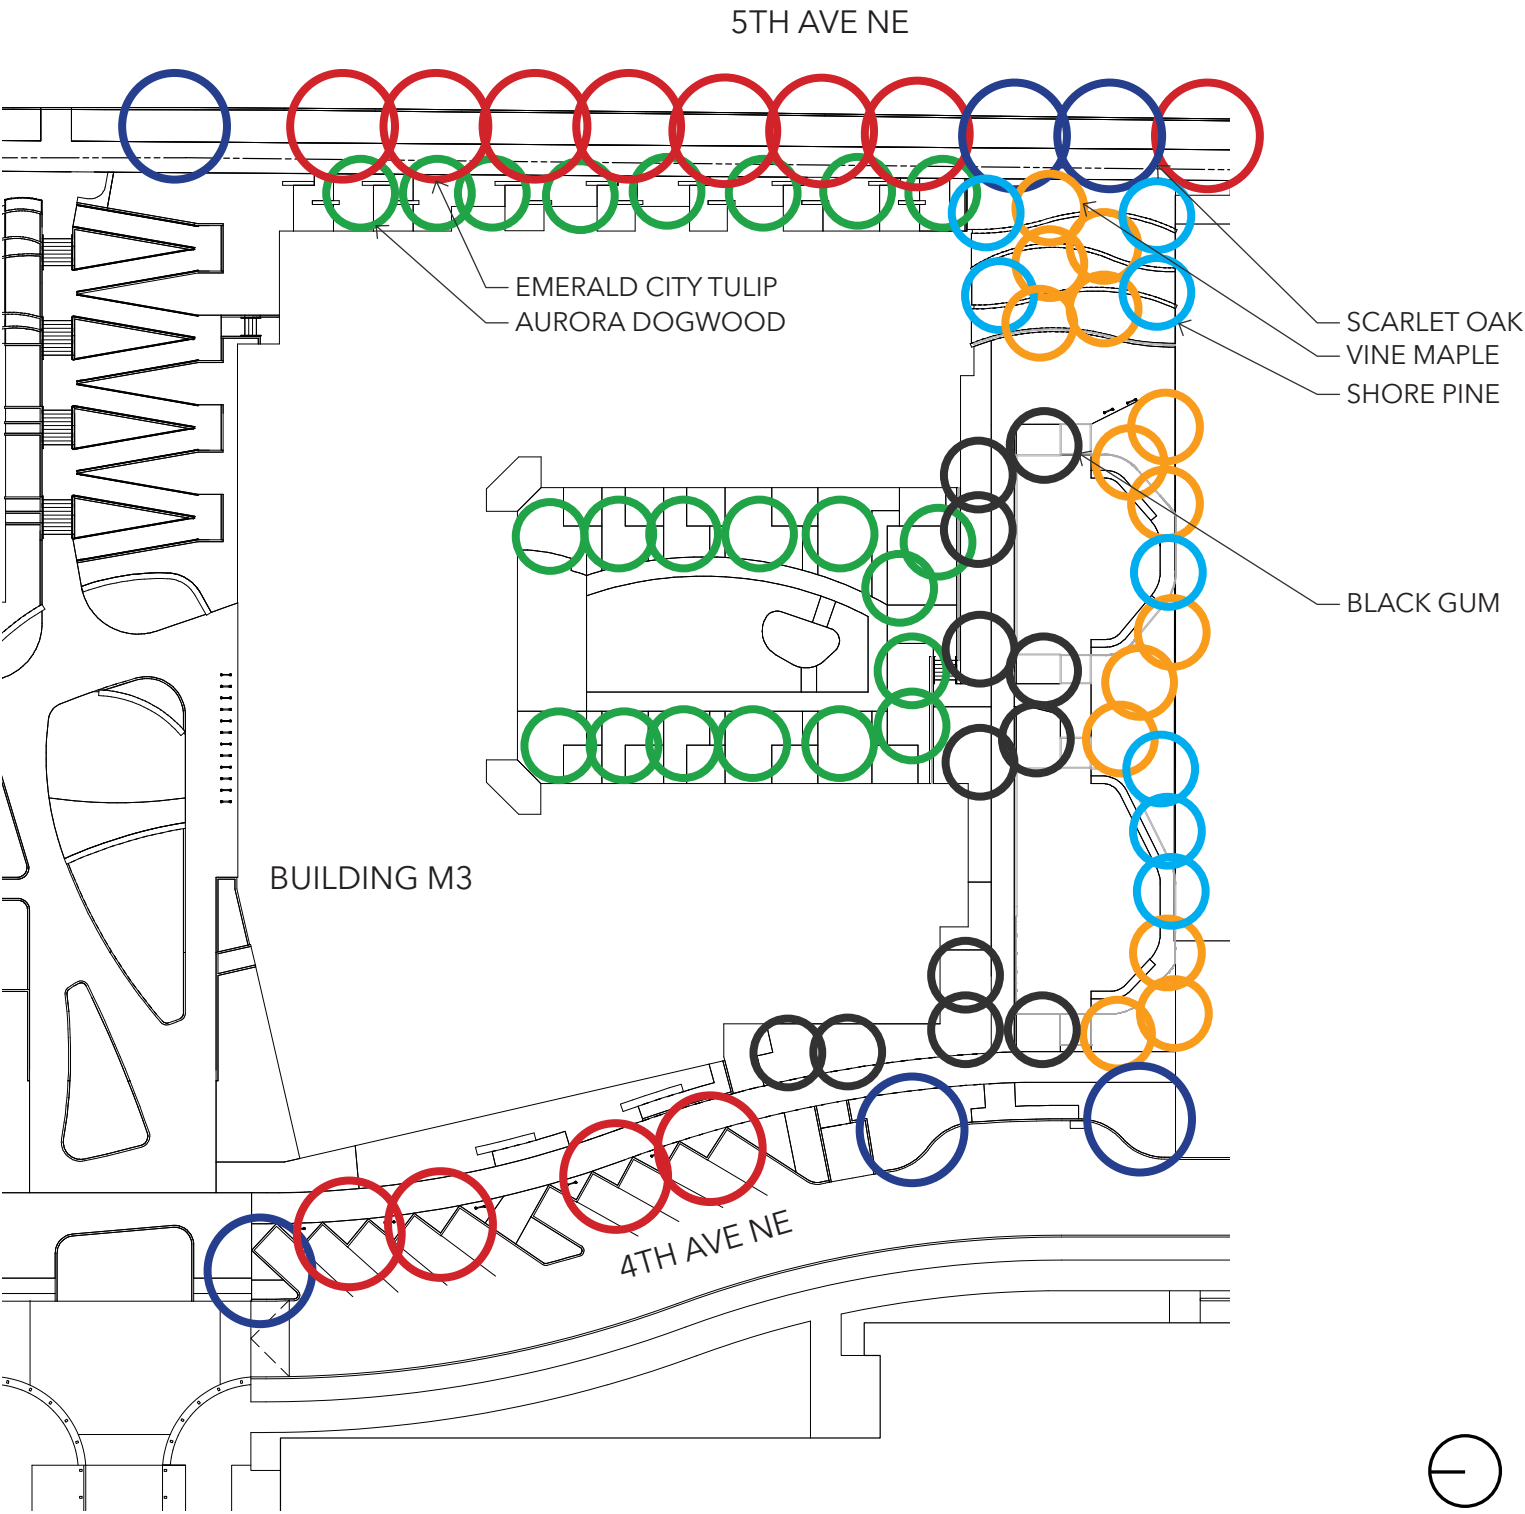 5TH AVE NE
EMERALD CITY TULIP
AURORA DOGWOOD
SCARLET OAK
VINE MAPLE
SHORE PINE
BLACK GUM
BUILDING M3
4TH AVE NE